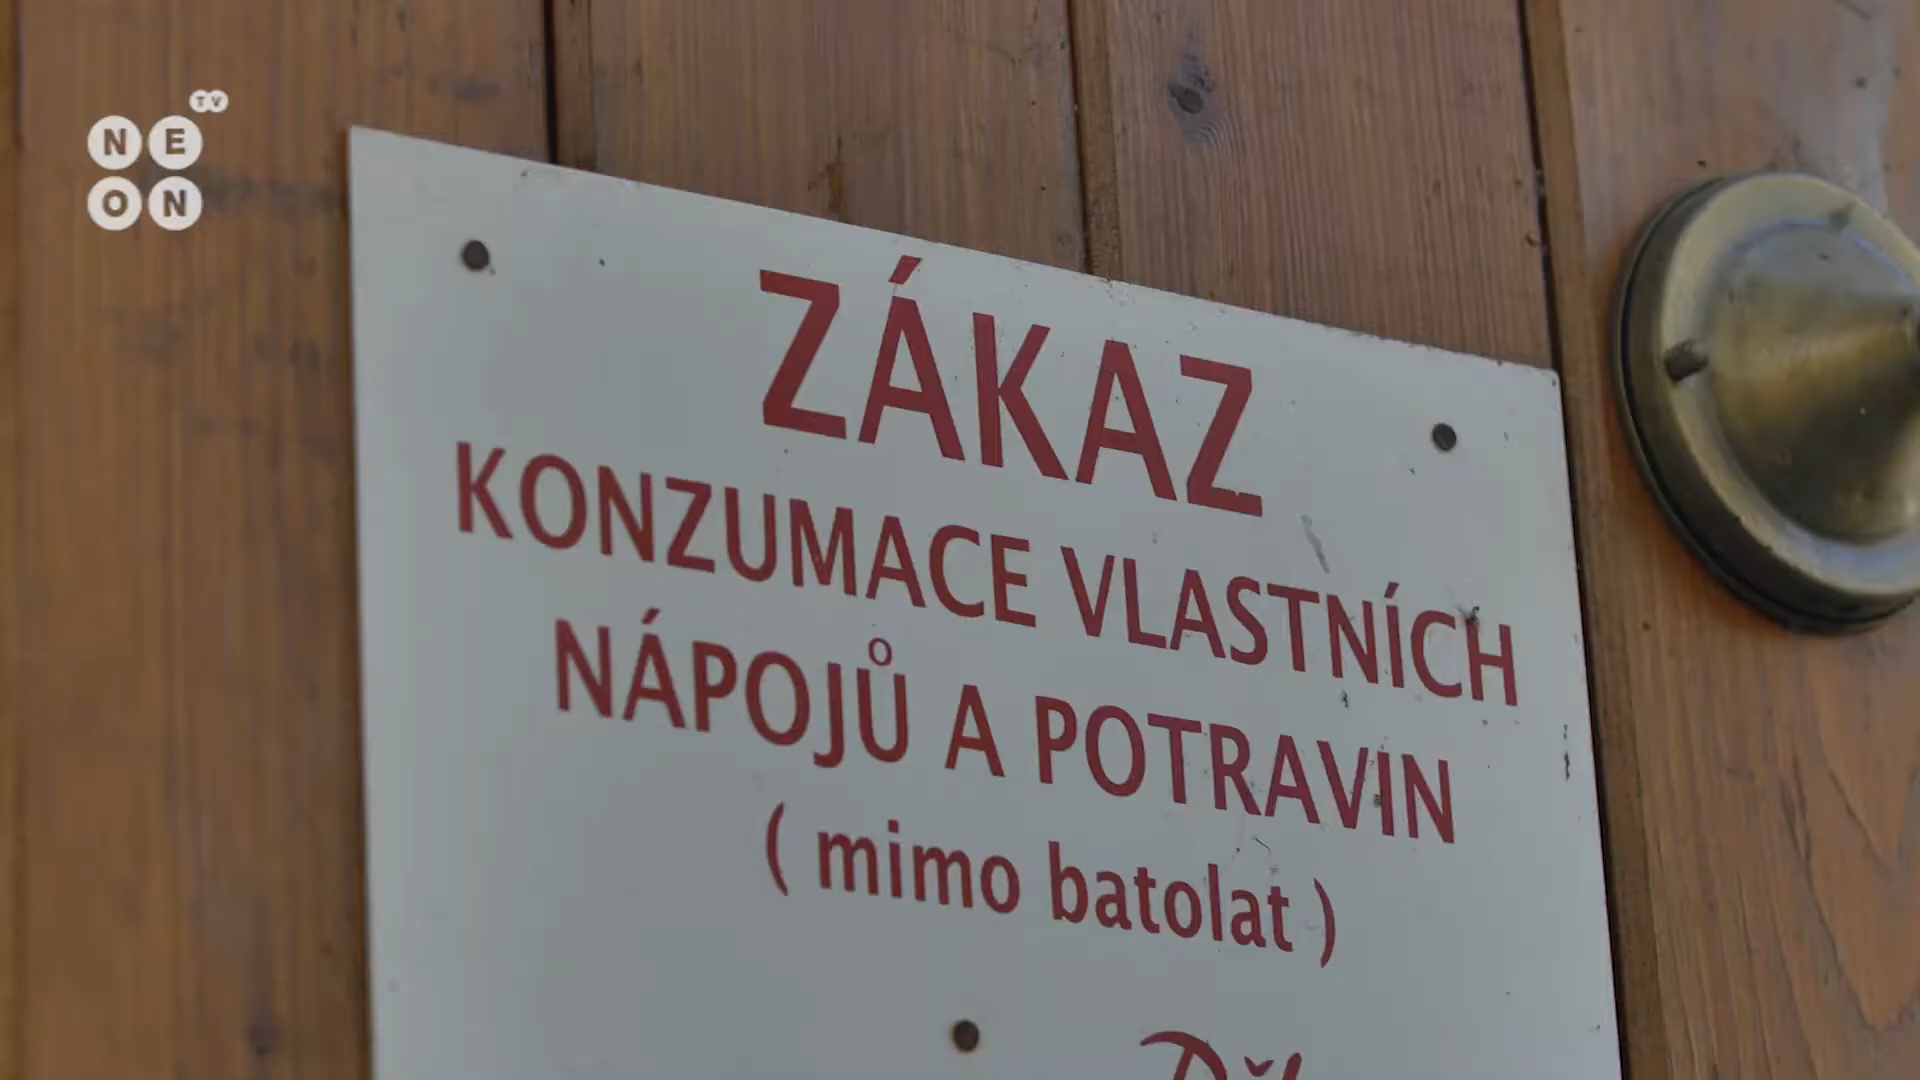 TV
NE
ON
ZÁKAZ
KONZUMACE VLASTNÍCH
NÁPOJŮ A POTRAVIN
( mimo batolat )